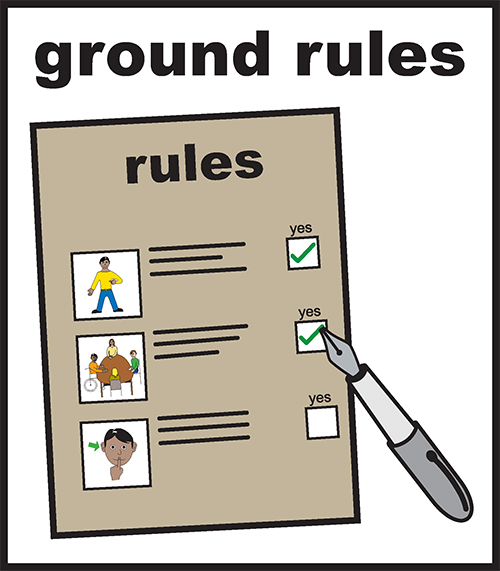 ground rules
rules
yes
yes
yes